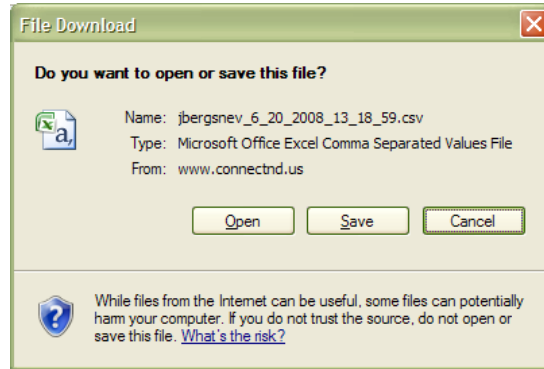 File Download
Do you want to open or save this file?
Name: jbergsnev_6_20_2008_13_18_59.csv
Type: Microsoft Office Excel Comma Separated Values File
From: www.connectnd.us
Open Save Cancel
While files from the Internet can be useful, some files can potentially
harm your computer. If you do not trust the source, do not open or
save this file. What's the risk?